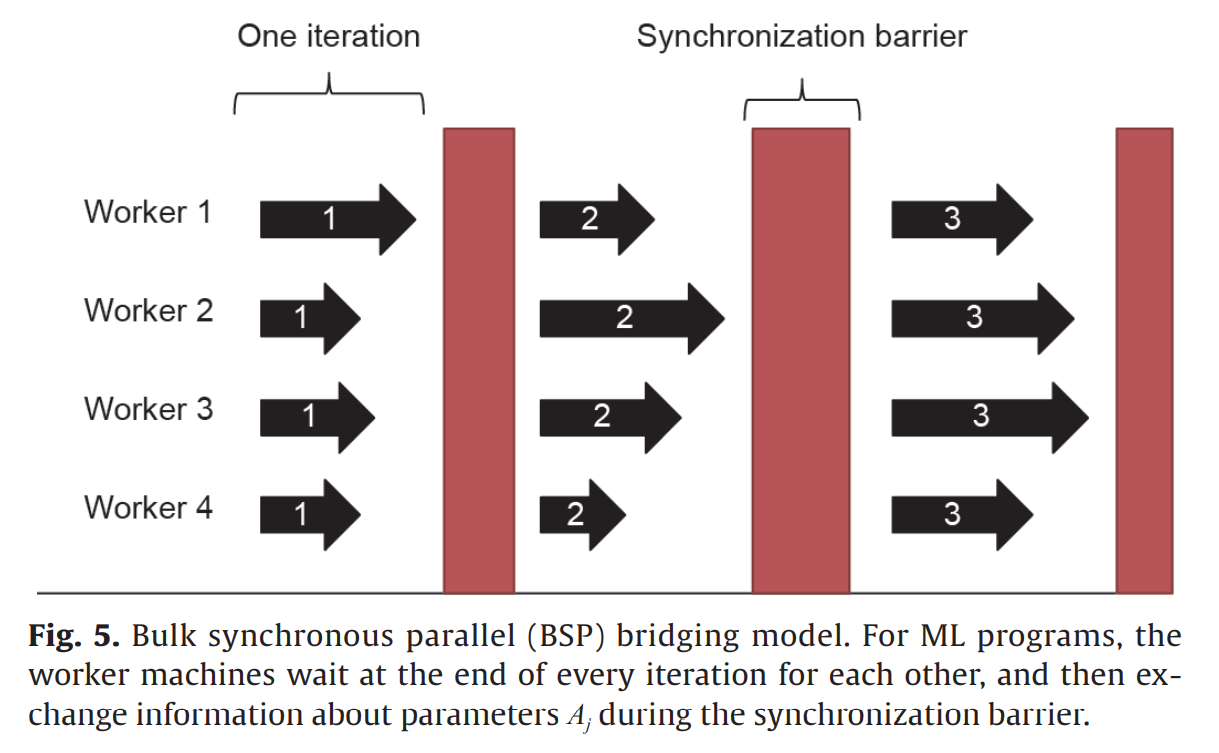 One iteration Synchronization barrier
Worker 1 1 2 3
Worker 2 1 2 3
Worker 3 1 2 3
Worker 4 1 2 3
Fig. 5. Bulk synchronous parallel (BSP) bridging model. For ML programs, the
worker machines wait at the end of every iteration for each other, and then ex-
change information about parameters Aj during the synchronization barrier.